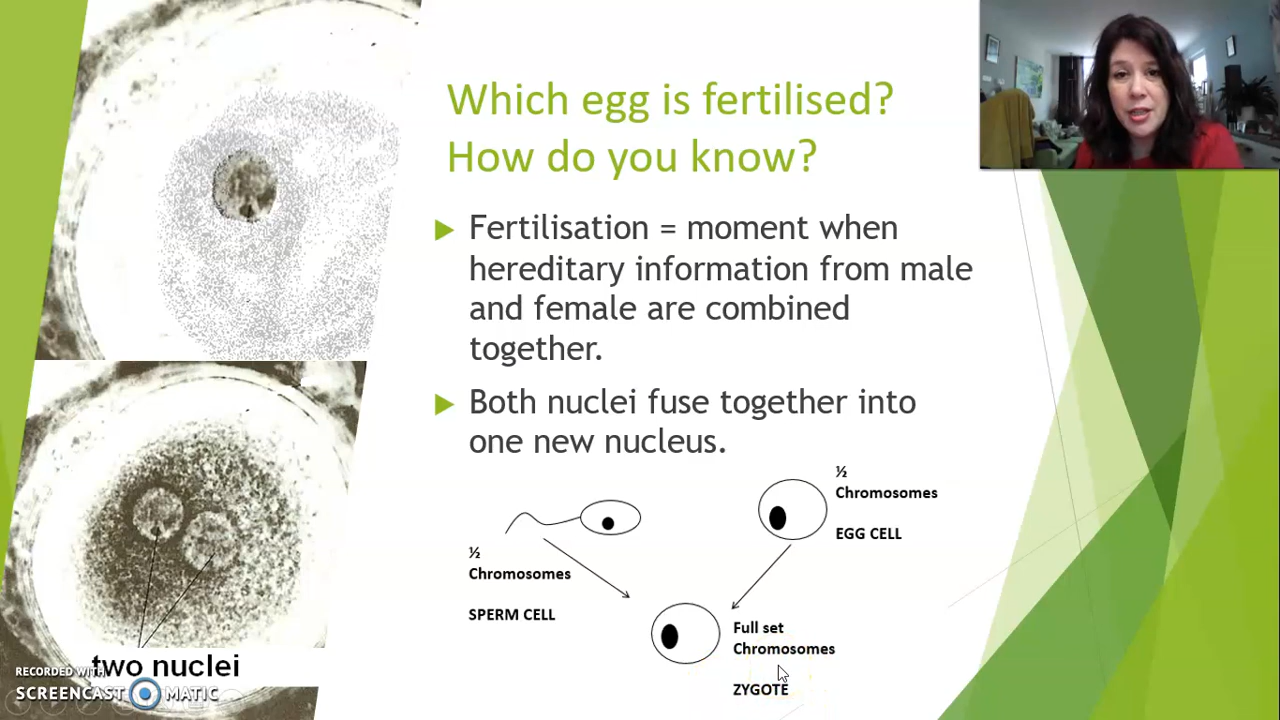 Which egg is fertilised?
How do you know?
Fertilisation = moment when
hereditary information from male
and female are combined
together.
Both nuclei fuse together into
one new nucleus.
½
Chromosomes
EGG CELL
½
Chromosomes
SPERM CELL
Full set
Chromosomes
ZYGOTE
two nuclei
RECORDED WITH
SCREENCAST MATIC